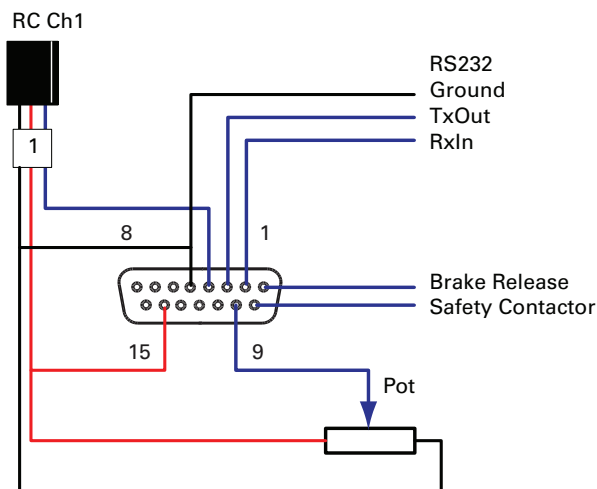 RC Ch1
RS232
Ground
TxOut
RxIn
1
8
1
Brake Release
Safety Contactor
15
9
Pot